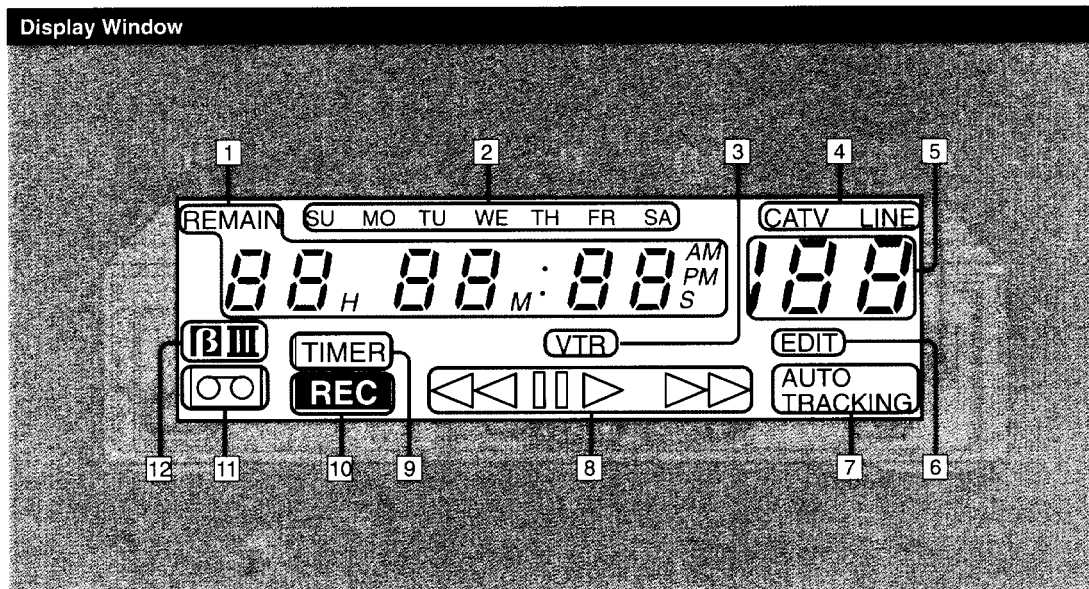 Display Window
1 2 3 4 5
REMAIN SU MO TU WE TH FR SA CATV LINE
88 H 88 M : 88 AM PM S 188
β III TIMER VTR EDIT
REC AUTO TRACKING
12 11 10 9 8 7 6